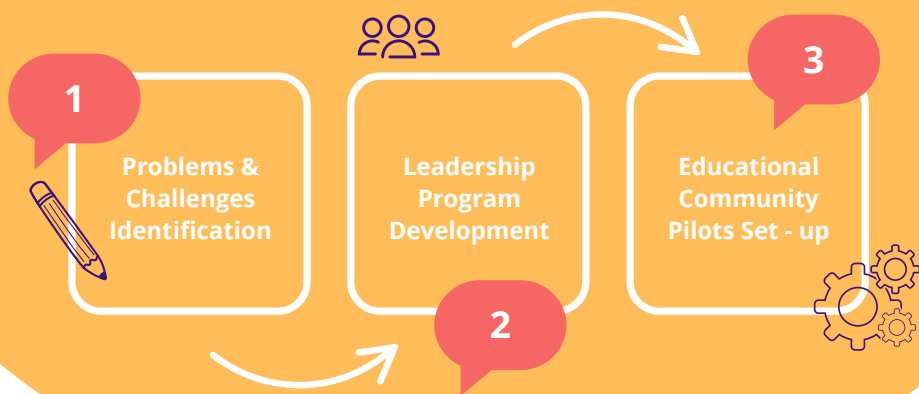 1
Problems &
Challenges
Identification
2
Leadership
Program
Development
3
Educational
Community
Pilots Set - up